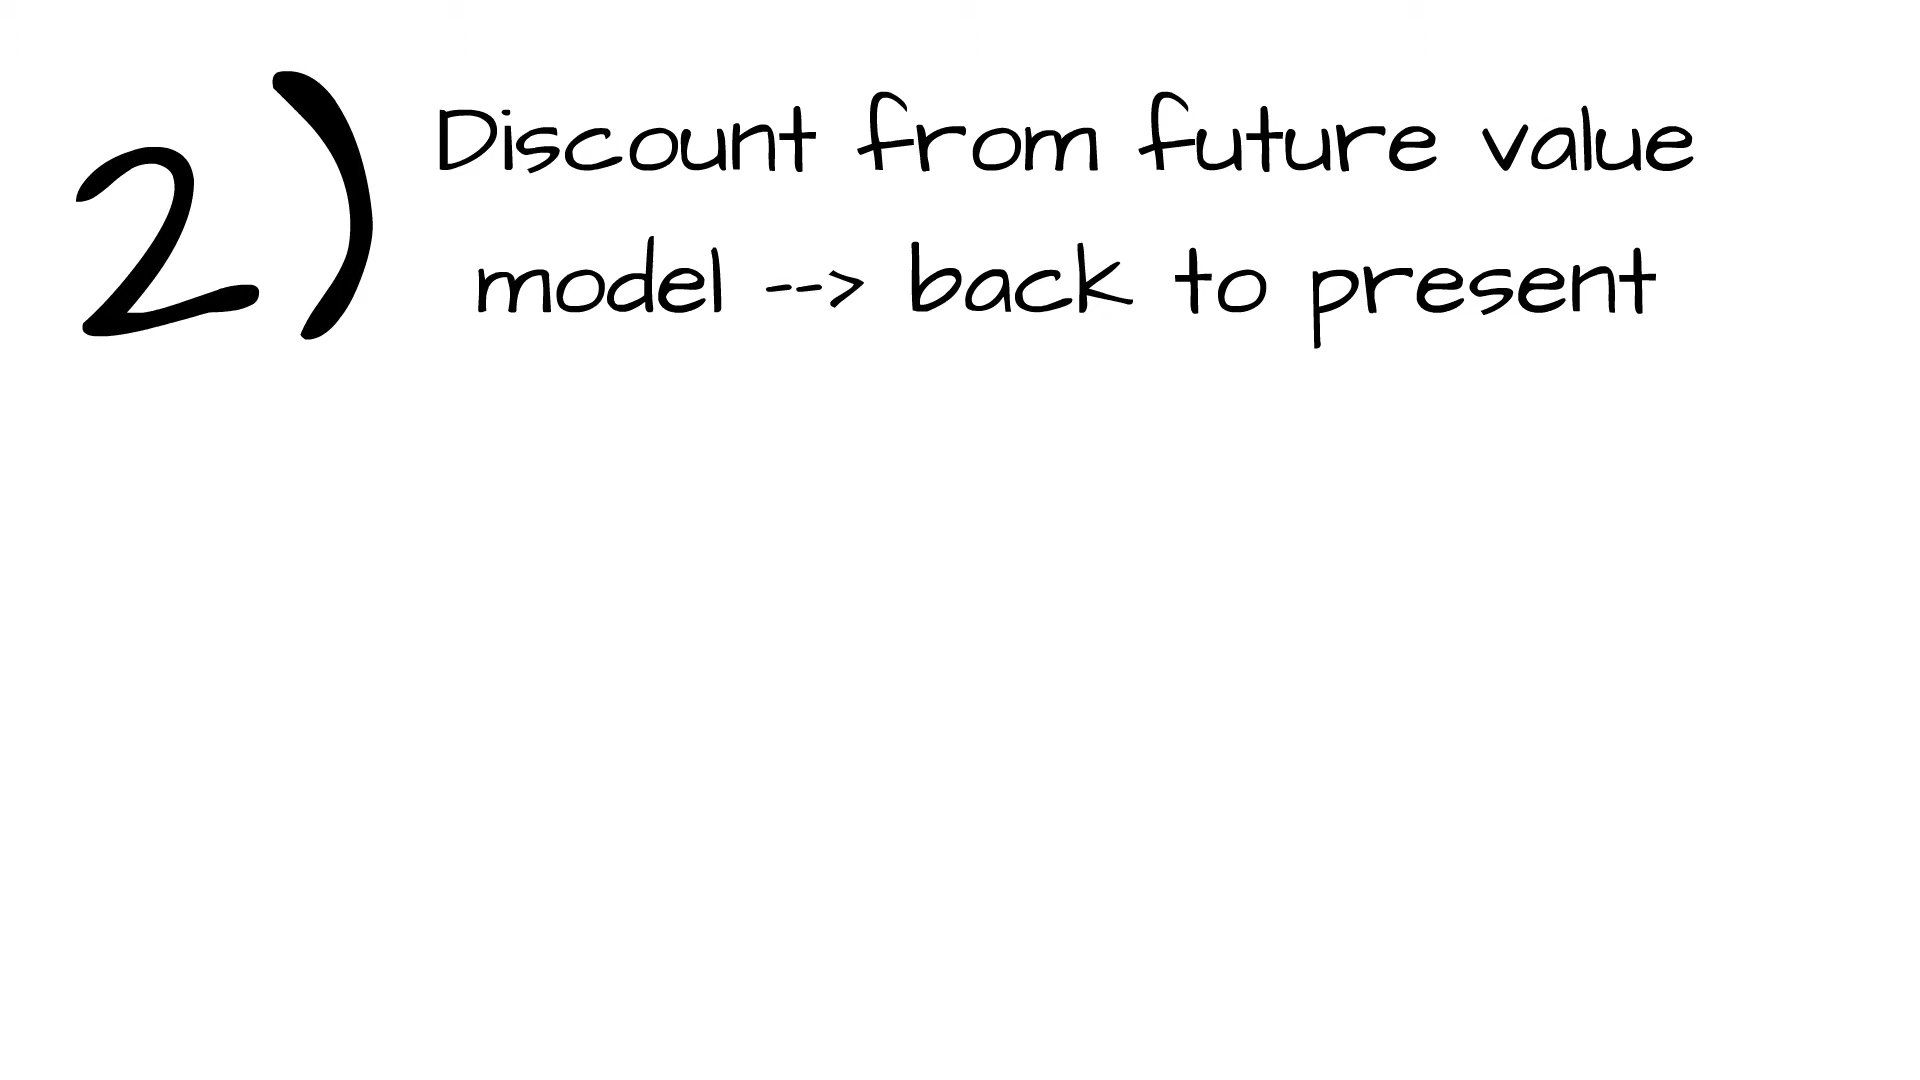 2) Discount from future value
model --> back to present